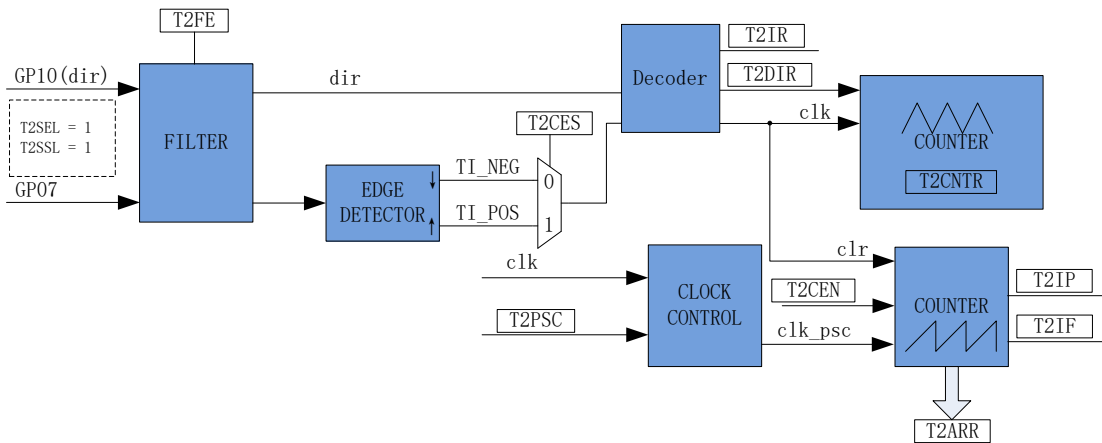 T2FE
GP10(dir)
T2SEL = 1
T2SSL = 1
GP07
FILTER
dir
EDGE
DETECTOR
TI_NEG
TI_POS
T2CES
0
1
Decoder
T2IR
T2DIR
clk
COUNTER
T2CNTR
clk
T2PSC
CLOCK
CONTROL
clr
T2CEN
clk_psc
COUNTER
T2IP
T2IF
T2ARR